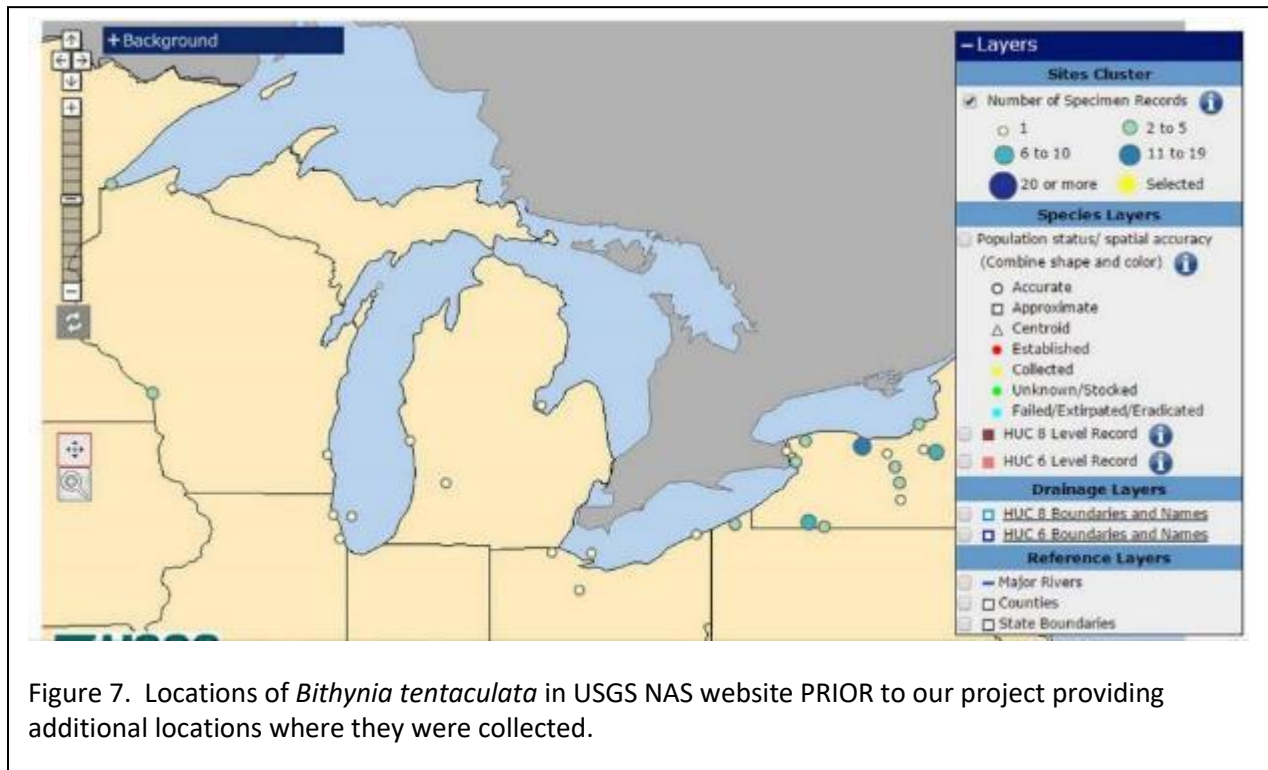 +Background
–Layers
Sites Cluster
Number of Specimen Records
1
2 to 5
6 to 10
11 to 19
20 or more
Selected
Species Layers
Population status/ spatial accuracy
(Combine shape and color)
Accurate
Approximate
Centroid
Established
Collected
Unknown/Stocked
Failed/Extirpated/Eradicated
HUC 8 Level Record
HUC 6 Level Record
Drainage Layers
HUC 8 Boundaries and Names
HUC 6 Boundaries and Names
Reference Layers
Major Rivers
Counties
State Boundaries
Figure 7.  Locations of Bithynia tentaculata in USGS NAS website PRIOR to our project providing
additional locations where they were collected.